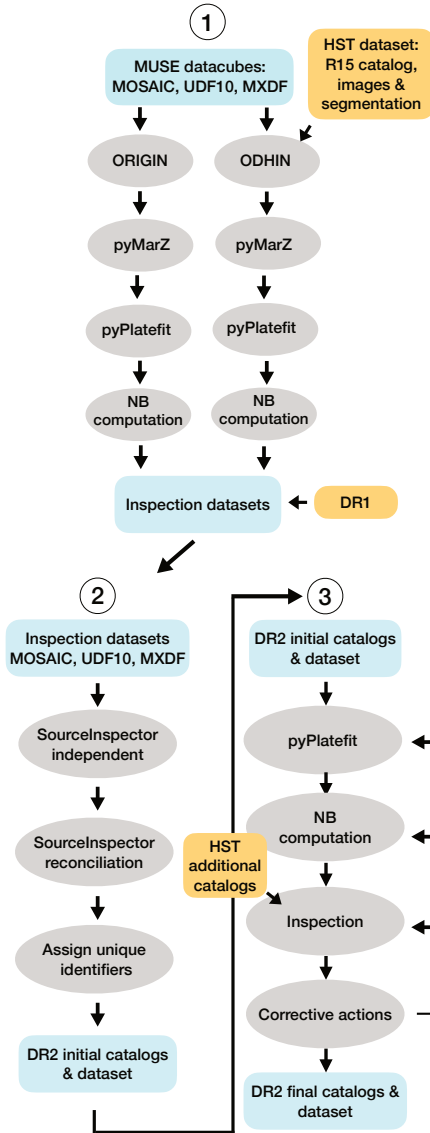 1
MUSE datacubes:
MOSAIC, UDF10, MXDF
HST dataset:
R15 catalog,
images &
segmentation
ORIGIN
ODHIN
pyMarZ
pyMarZ
pyPlatefit
pyPlatefit
NB
computation
NB
computation
Inspection datasets
DR1
2
Inspection datasets
MOSAIC, UDF10, MXDF
SourceInspector
independent
SourceInspector
reconciliation
Assign unique
identifiers
DR2 initial catalogs
& dataset
3
DR2 initial catalogs
& dataset
pyPlatefit
NB
computation
HST
additional
catalogs
Inspection
Corrective actions
DR2 final catalogs &
dataset